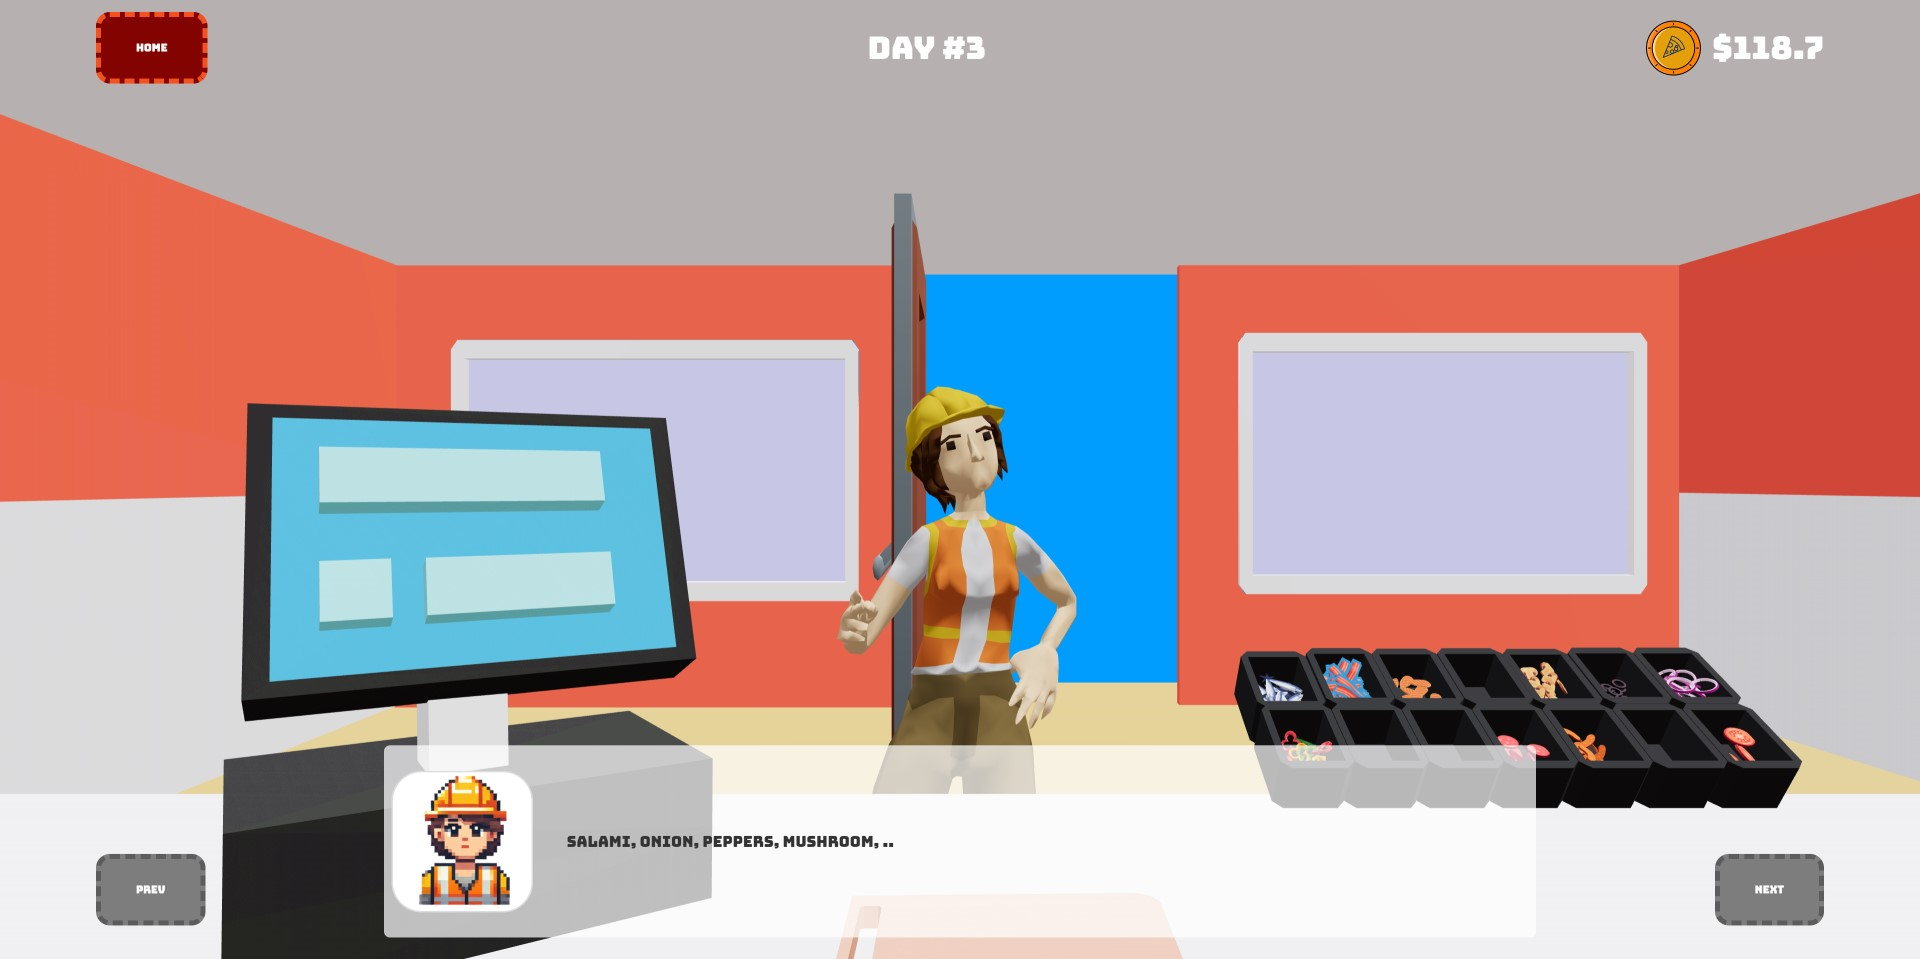 HOME
DAY #3
$118.7
SALAMI, ONION, PEPPERS, MUSHROOM, ..
PREV
NEXT